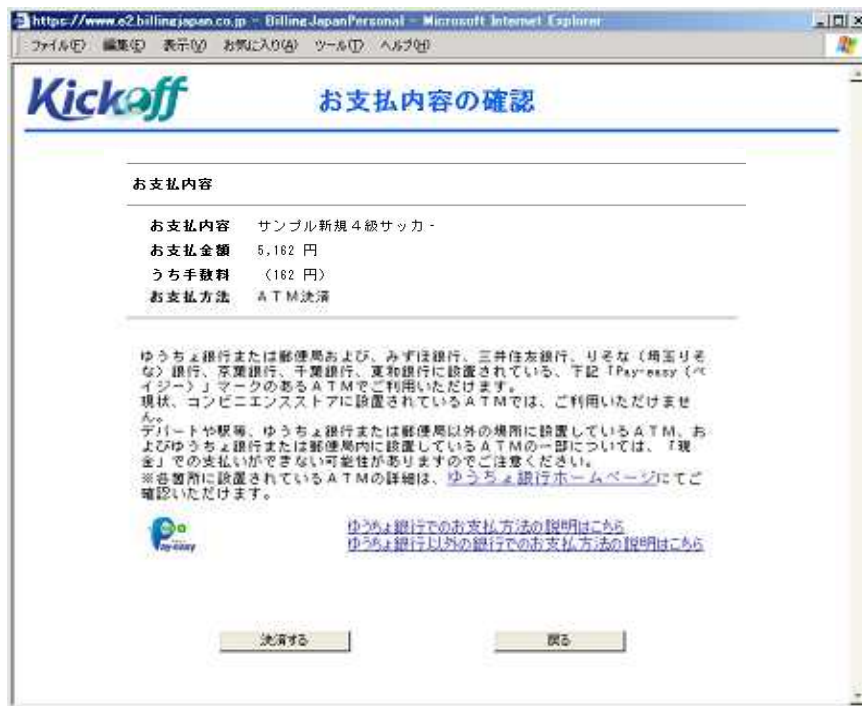 https://www.e2.billingjapan.co.jp - BillingJapanPersonal - Microsoft Internet Explorer
ファイル(F) 編集(E) 表示(V) お気に入り(A) ツール(T) ヘルプ(H)
Kickoff
お支払内容の確認
お支払内容
お支払内容 サンプル新規4級サッカ-
お支払金額 5,162 円
うち手数料 (162 円)
お支払方法 ATM決済
ゆうちょ銀行または郵便局および、みずほ銀行、三井住友銀行、りそな(埼玉りそ
な)銀行、京葉銀行、千葉銀行、東和銀行に設置されている、下記「Pay-easy(ペ
イジー)」マークのあるATMでご利用いただけます。
現状、コンビニエンスストアに設置されているATMでは、ご利用いただけませ
ん。
デパートや駅等、ゆうちょ銀行または郵便局以外の場所に設置しているATM、お
よびゆうちょ銀行または郵便局内に設置しているATMの一部については、「現
金」での支払いができない可能性がありますのでご注意ください。
※各箇所に設置されているATMの詳細は、ゆうちょ銀行ホームページにてご
確認いただけます。
Pay-easy
ゆうちょ銀行でのお支払方法の説明はこちら
ゆうちょ銀行以外の銀行でのお支払方法の説明はこちら
決済する
戻る